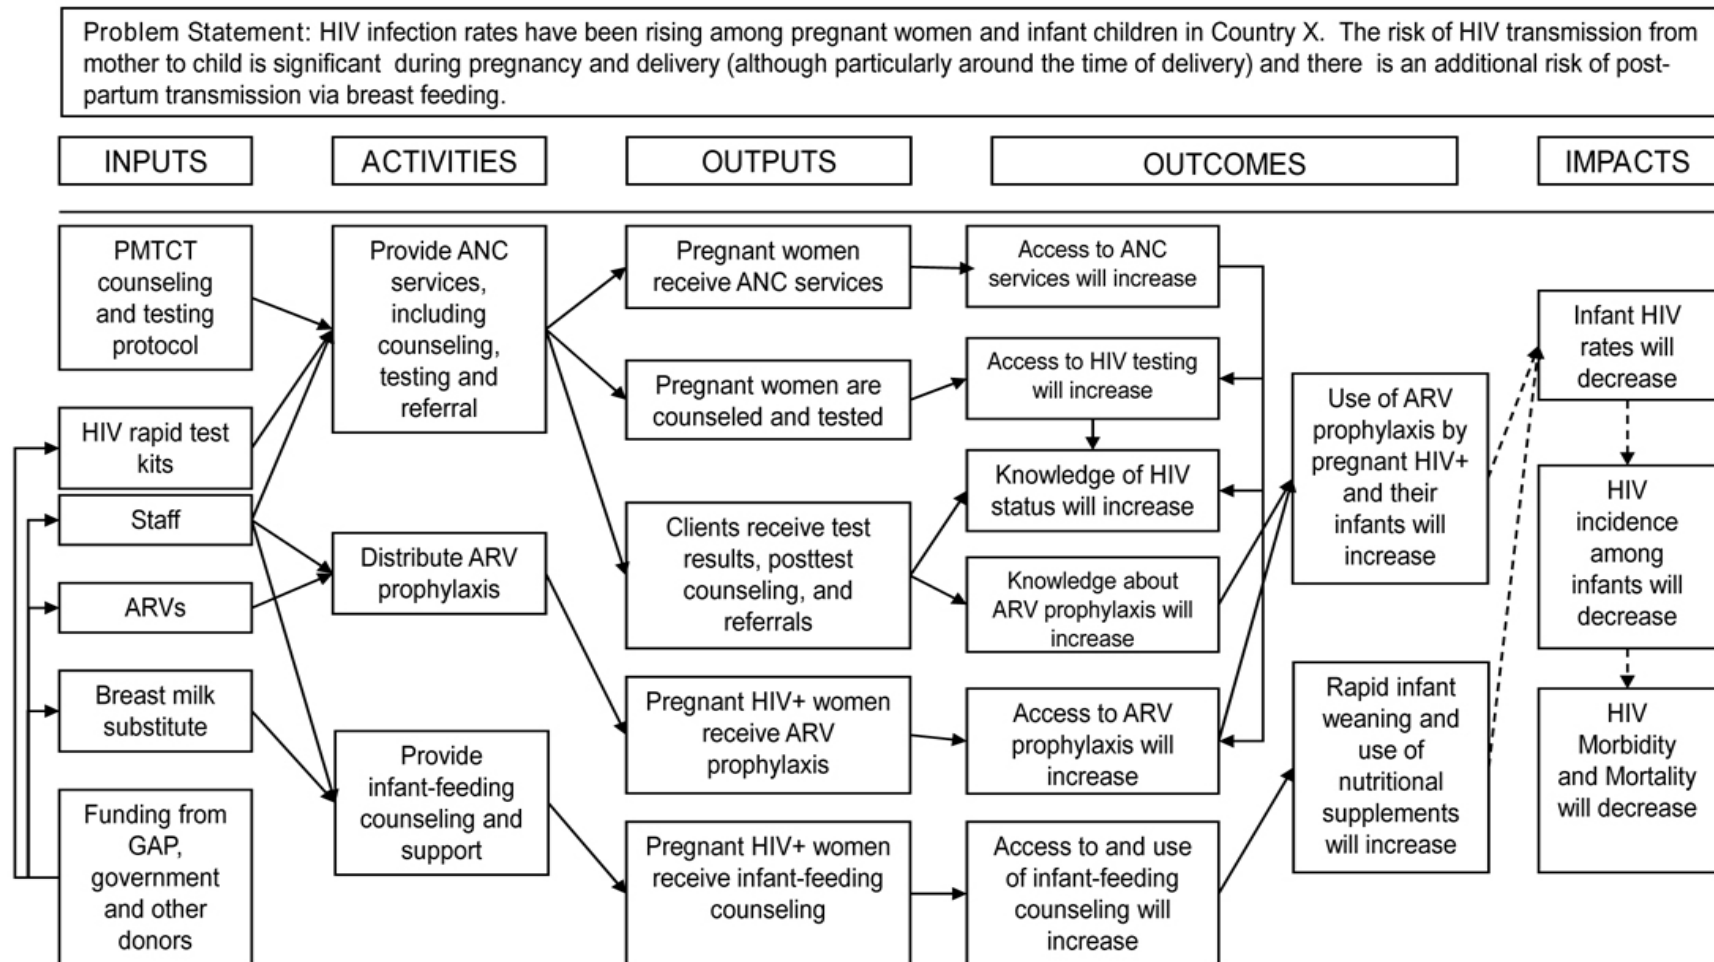 Problem Statement: HIV infection rates have been rising among pregnant women and infant children in Country X. The risk of HIV transmission from
mother to child is significant during pregnancy and delivery (although particularly around the time of delivery) and there is an additional risk of post-
partum transmission via breast feeding.
INPUTS
ACTIVITIES
OUTPUTS
OUTCOMES
IMPACTS
PMTCT
counseling
and testing
protocol
HIV rapid test
kits
Staff
ARVs
Breast milk
substitute
Funding from
GAP,
government
and other
donors
Provide ANC
services,
including
counseling,
testing and
referral
Distribute ARV
prophylaxis
Provide
infant-feeding
counseling and
support
Pregnant women
receive ANC services
Pregnant women are
counseled and tested
Clients receive test
results, posttest
counseling, and
referrals
Pregnant HIV+ women
receive ARV
prophylaxis
Pregnant HIV+ women
receive infant-feeding
counseling
Access to ANC
services will increase
Access to HIV testing
will increase
Knowledge of HIV
status will increase
Knowledge about
ARV prophylaxis will
increase
Access to ARV
prophylaxis will
increase
Access to and use
of infant-feeding
counseling will
increase
Use of ARV
prophylaxis by
pregnant HIV+
and their
infants will
increase
Rapid infant
weaning and
use of
nutritional
supplements
will increase
Infant HIV
rates will
decrease
HIV
incidence
among
infants will
decrease
HIV
Morbidity
and Mortality
will decrease